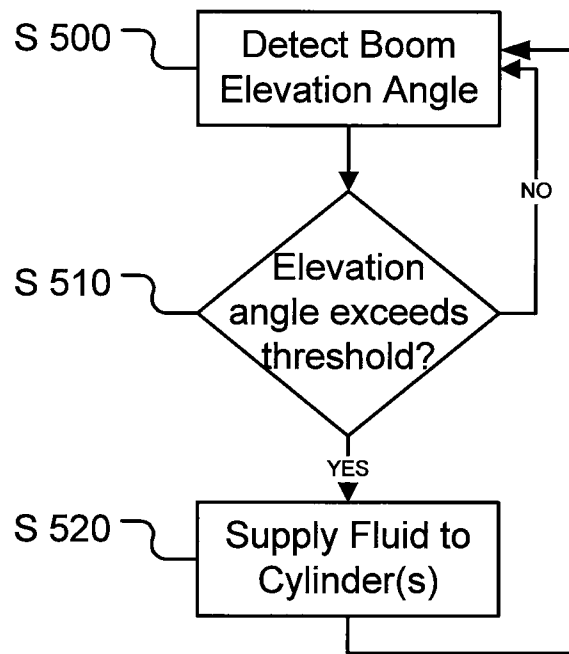 S 500
Detect Boom
Elevation Angle
NO
S 510
Elevation
angle exceeds
threshold?
YES
S 520
Supply Fluid to
Cylinder(s)